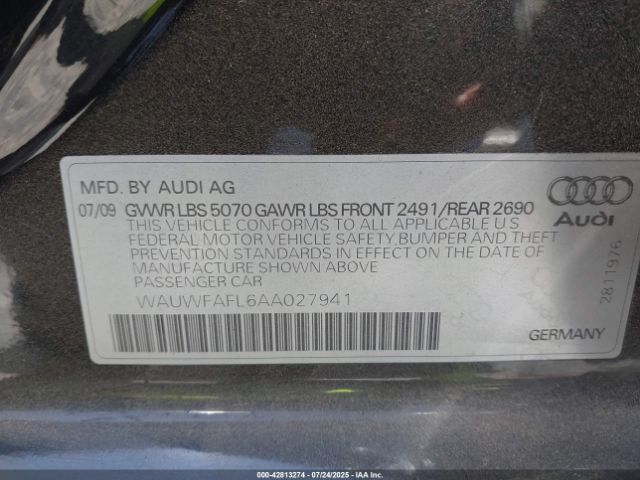 MFD. BY AUDI AG
07/09 GVWR LBS 5070 GAWR LBS FRONT 2491/REAR 2690
THIS VEHICLE CONFORMS TO ALL APPLICABLE U.S
FEDERAL MOTOR VEHICLE SAFETY, BUMPER AND THEFT
PREVENTION STANDARDS IN EFFECT ON THE DATE OF
MANUFACTURE SHOWN ABOVE
PASSENGER CAR
WAUWFAFL6AA027941
Audi
2811976
GERMANY
000-42813274 - 07/24/2025 - IAAI.COM